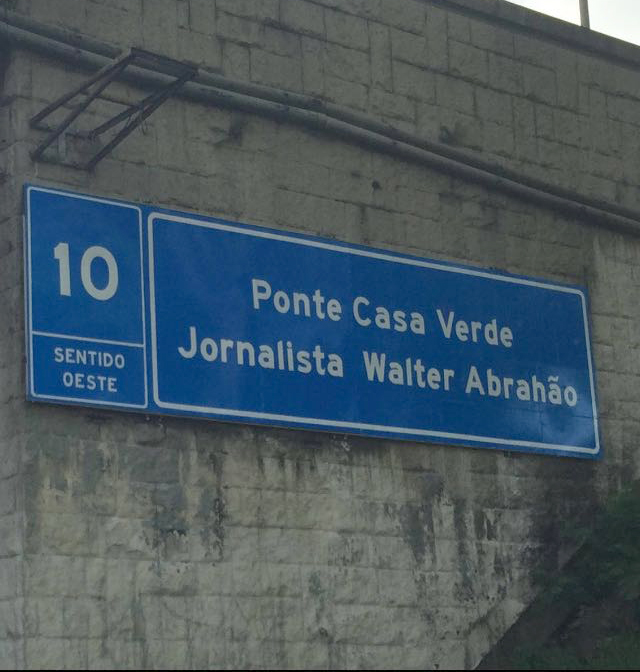 10
SENTIDO
OESTE
Ponte Casa Verde
Jornalista Walter Abrahão